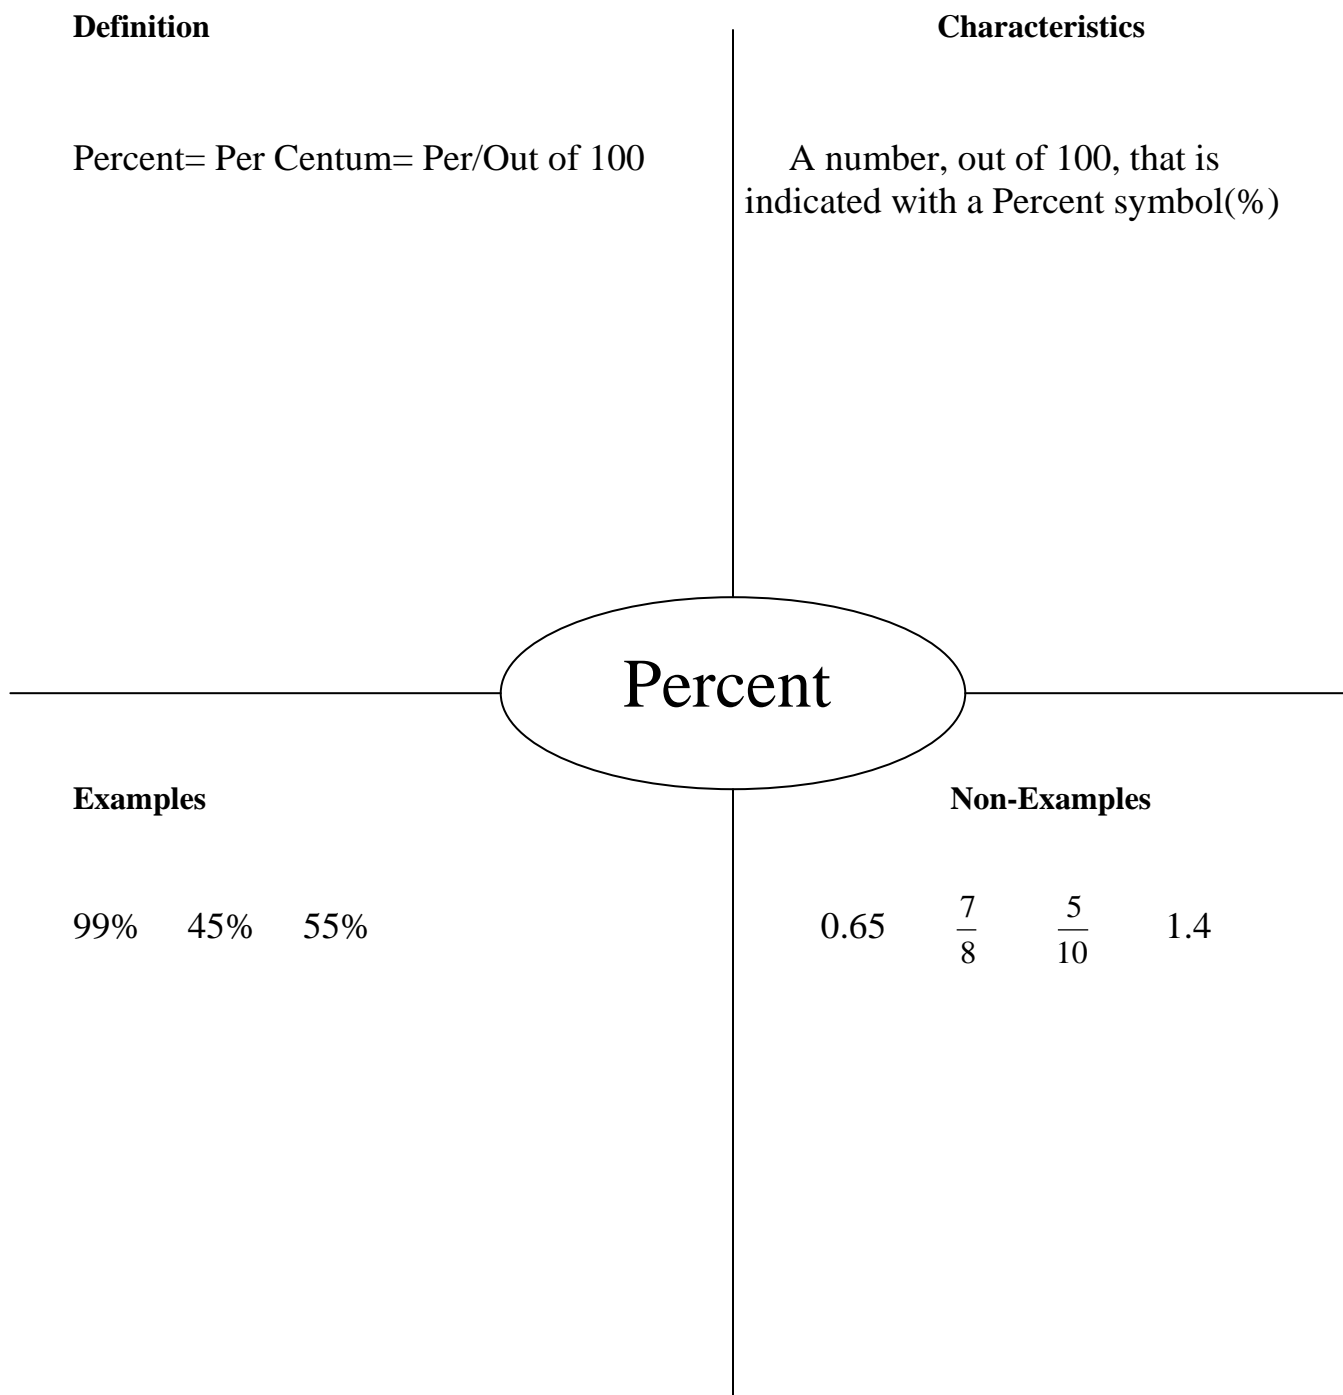 Definition
Percent= Per Centum= Per/Out of 100
Characteristics
A number, out of 100, that is
indicated with a Percent symbol(%)
Percent
Examples
99% 45% 55%
Non-Examples
0.65 7/8 5/10 1.4